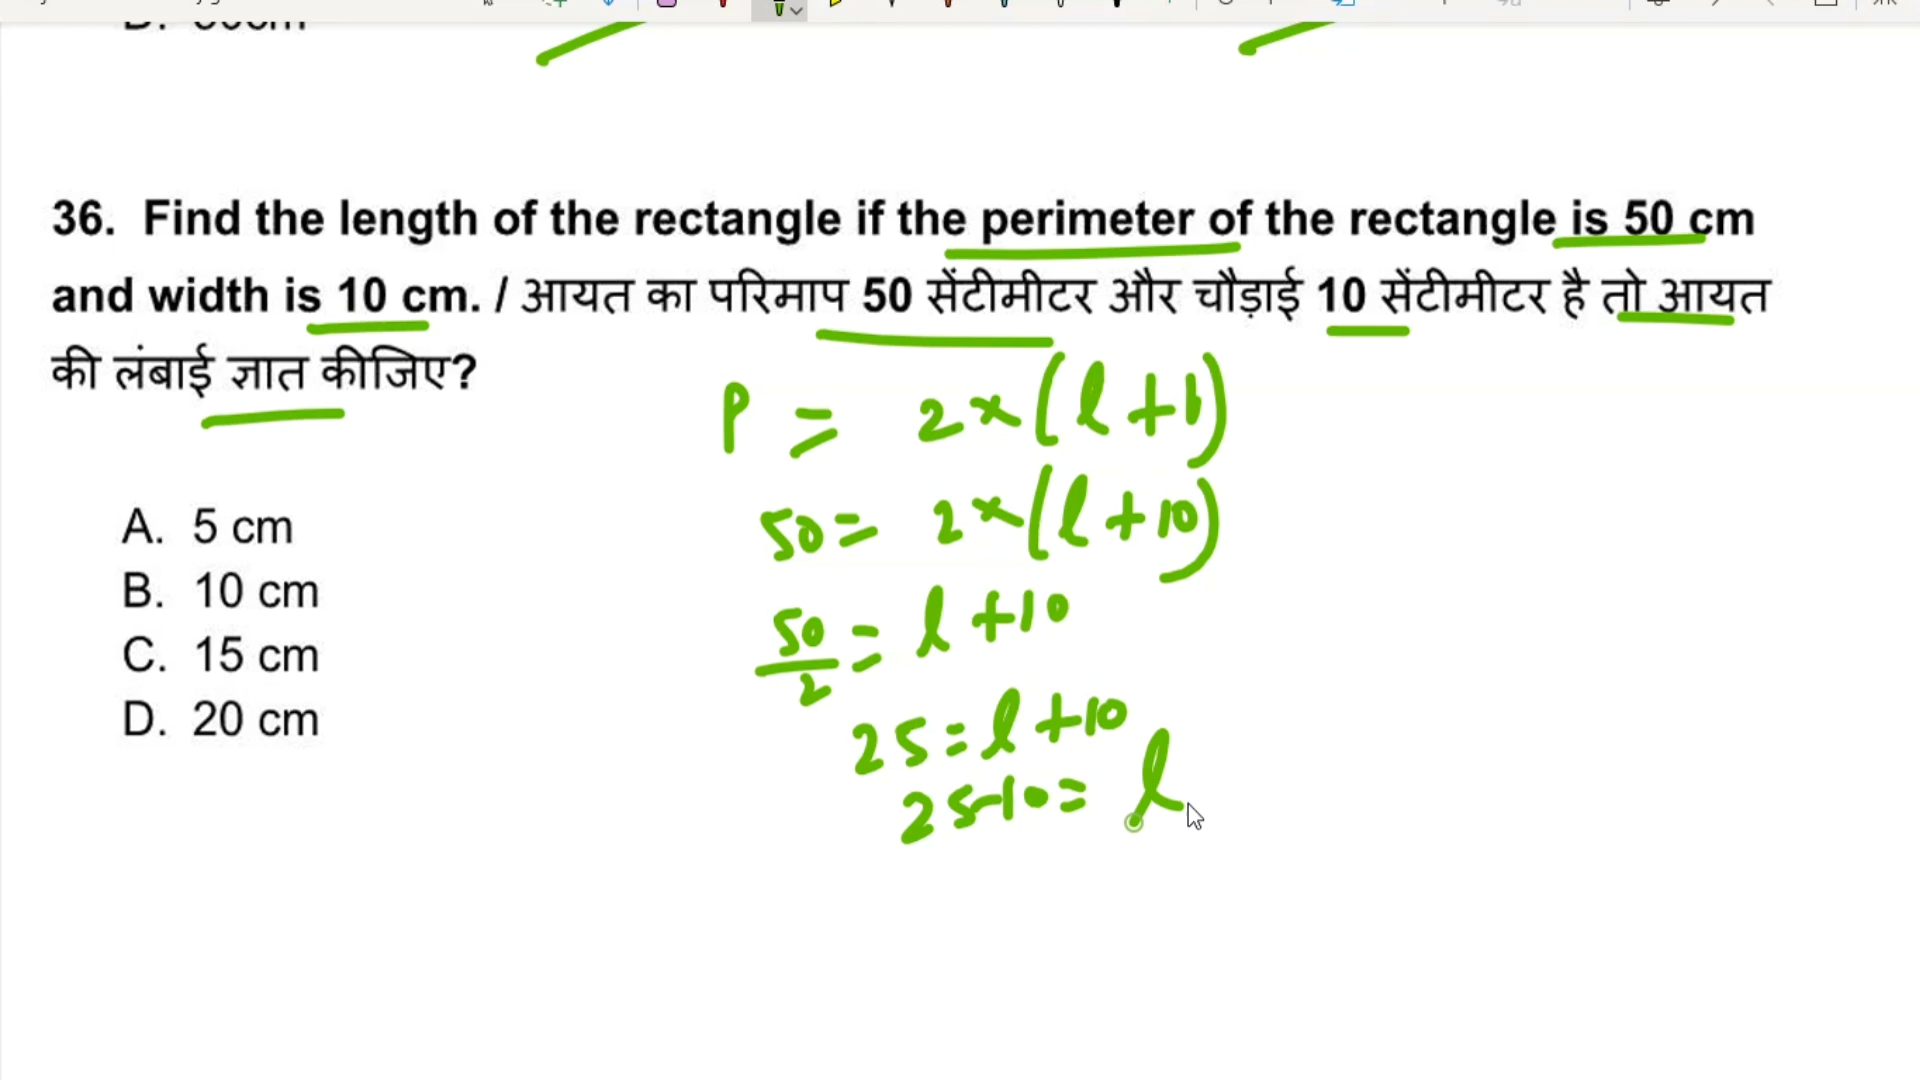 36. Find the length of the rectangle if the perimeter of the rectangle is 50 cm
and width is 10 cm. / आयत का परिमाप 50 सेंटीमीटर और चौड़ाई 10 सेंटीमीटर है तो आयत
की लंबाई ज्ञात कीजिए?
A. 5 cm
B. 10 cm
C. 15 cm
D. 20 cm
P = 2×(l+b)
50= 2×(l+10)
50/2 = l+10
25=l+10
25-10= l